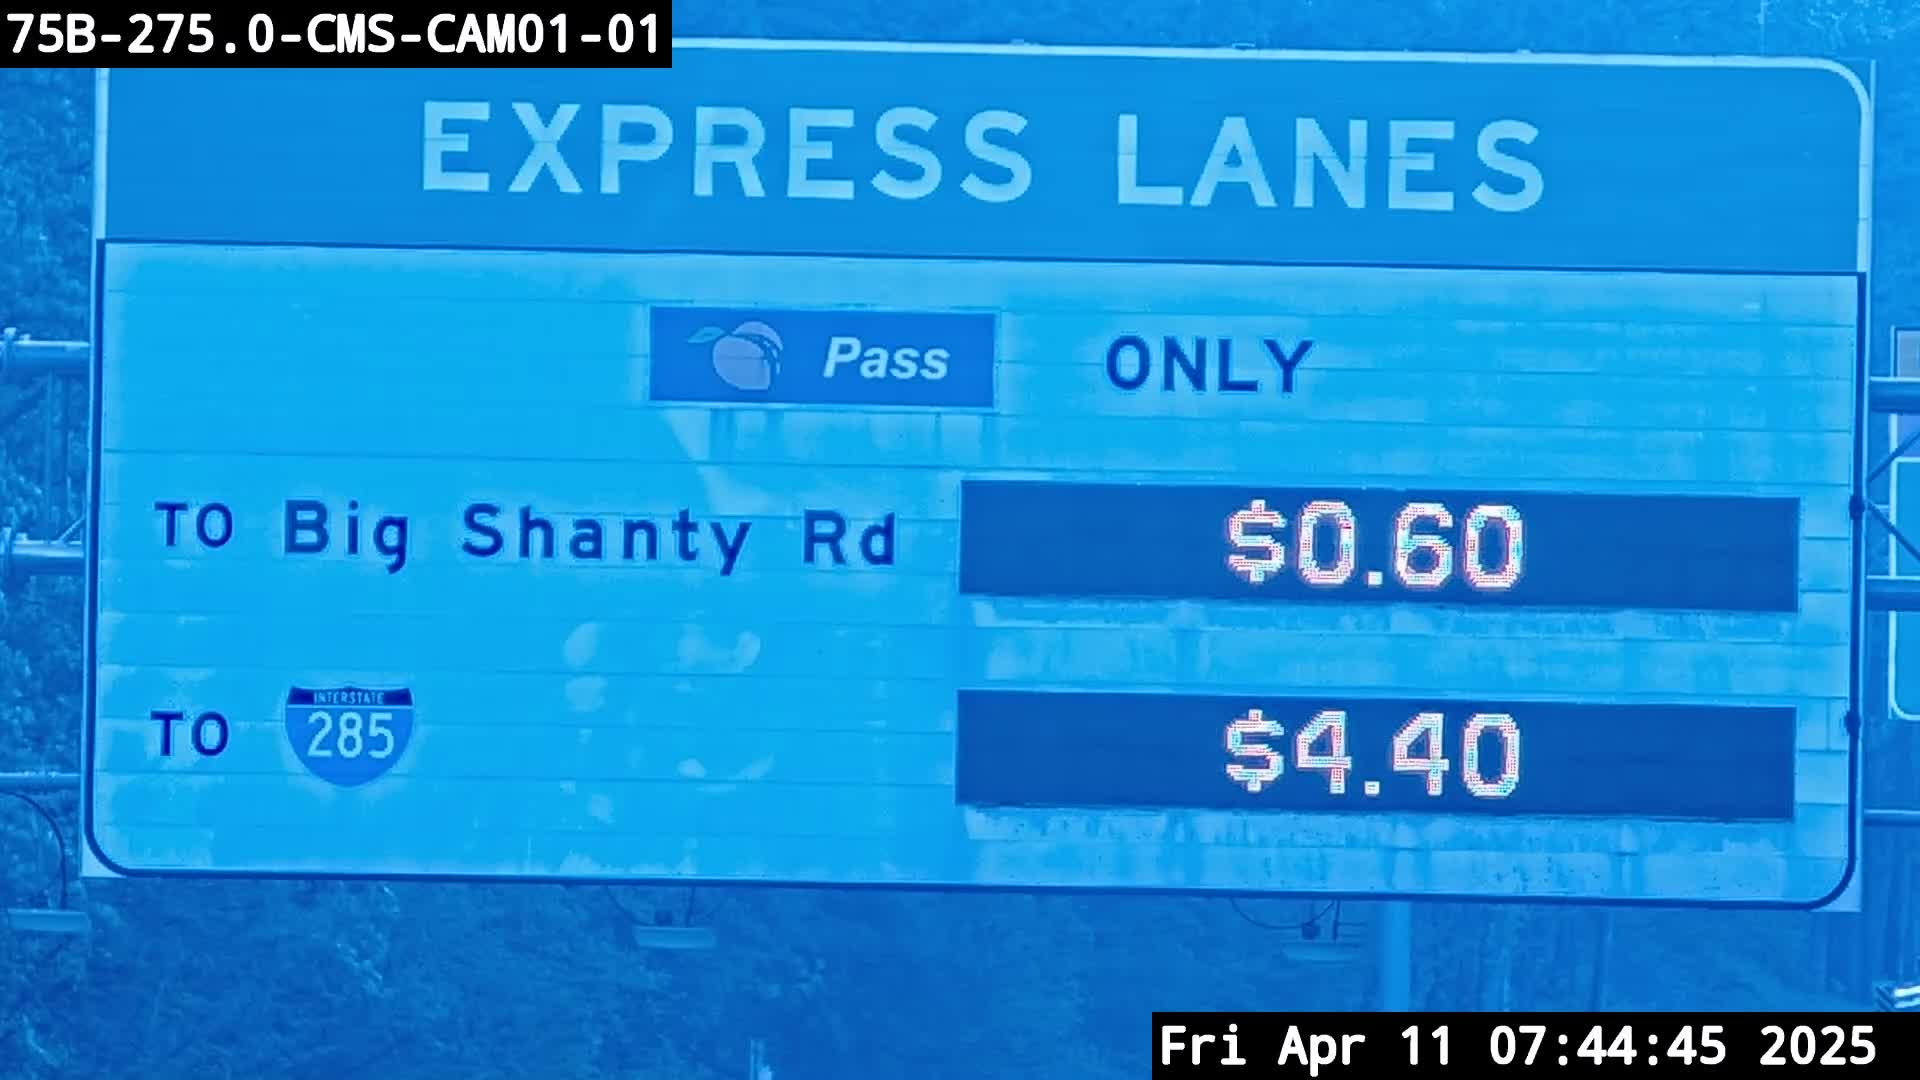 75B-275.0-CMS-CAM01-01
EXPRESS LANES
Pass ONLY
TO Big Shanty Rd $0.60
INTERSTATE
TO 285 $4.40
Fri Apr 11 07:44:45 2025